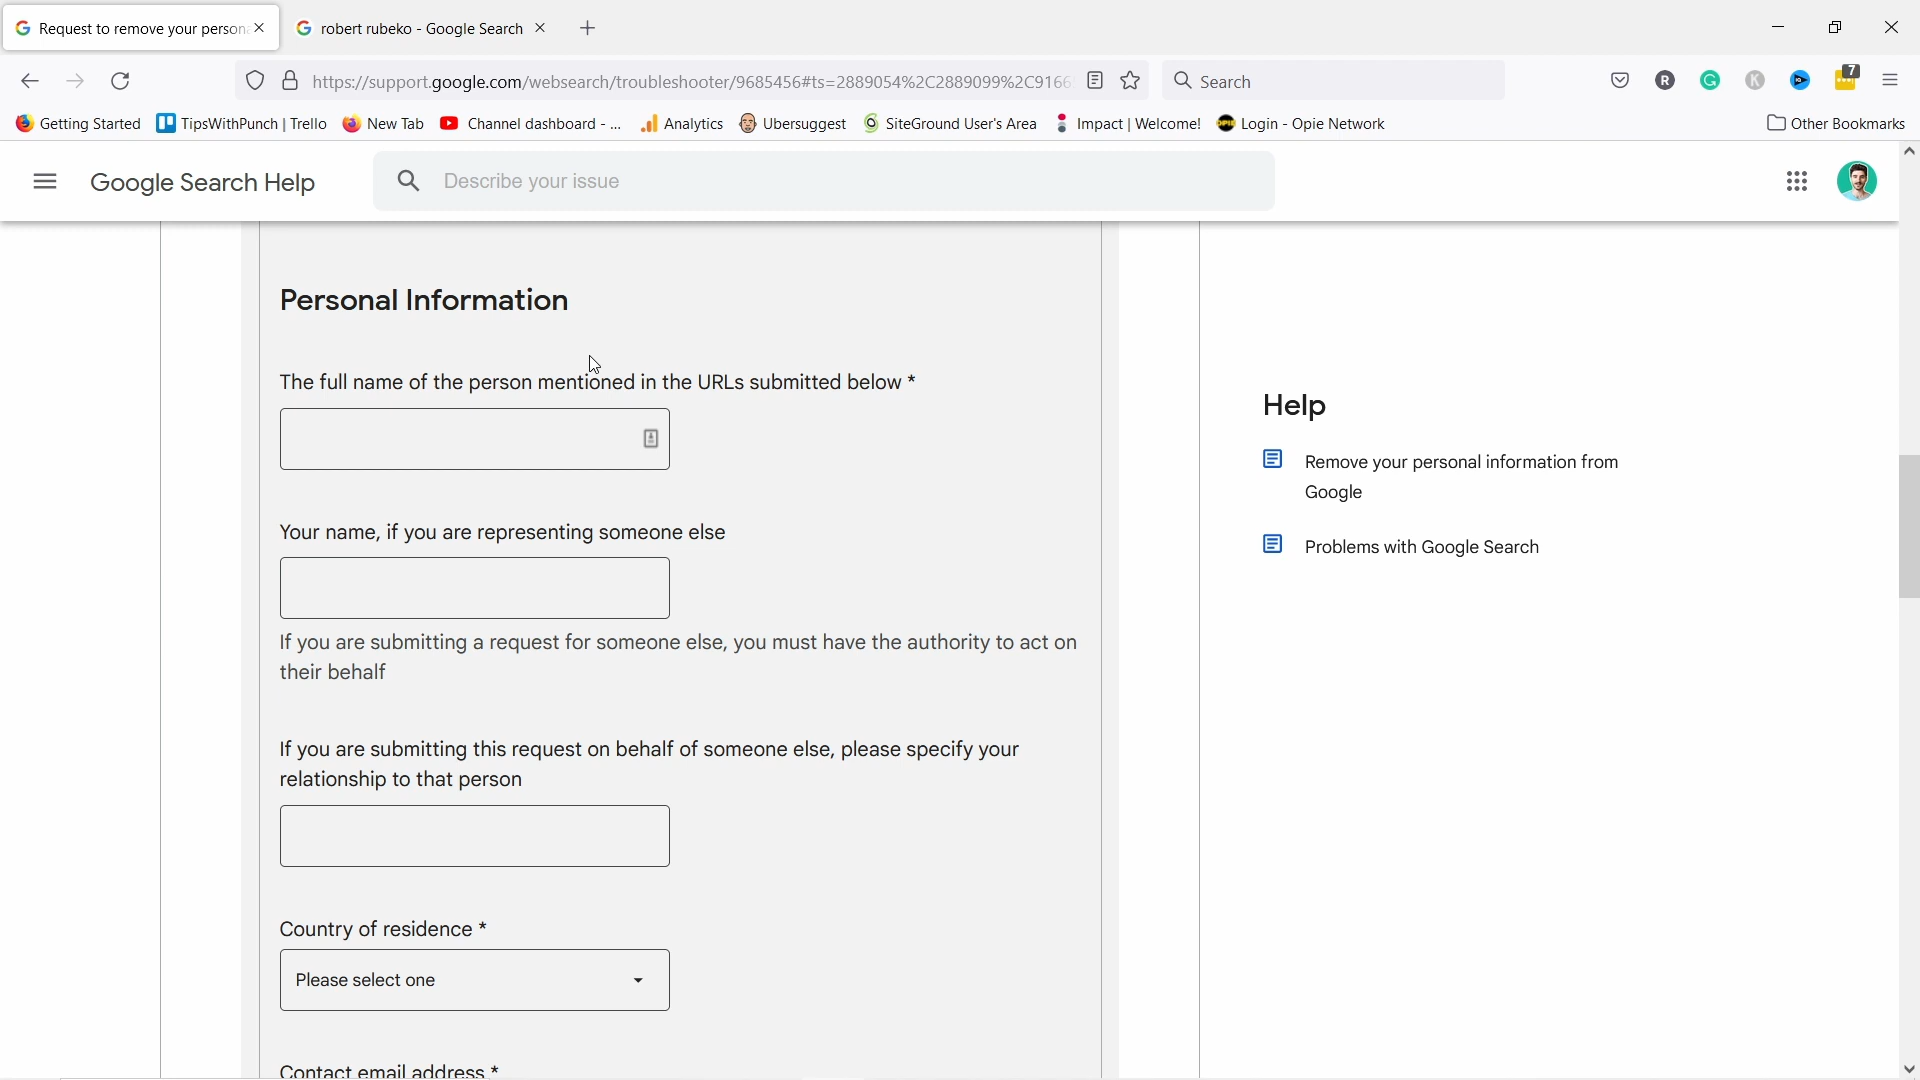 Request to remove your persona
robert rubeko - Google Search
https://support.google.com/websearch/troubleshooter/9685456#ts=2889054%2C2889099%2C9166
Search
7
Getting Started
TipsWithPunch | Trello
New Tab
Channel dashboard - ...
Analytics
Ubersuggest
SiteGround User's Area
Impact | Welcome!
Login - Opie Network
Other Bookmarks
Google Search Help
Describe your issue
Personal Information
The full name of the person mentioned in the URLs submitted below *
Your name, if you are representing someone else
If you are submitting a request for someone else, you must have the authority to act on
their behalf
If you are submitting this request on behalf of someone else, please specify your
relationship to that person
Country of residence *
Please select one
Contact email address *
Help
Remove your personal information from
Google
Problems with Google Search